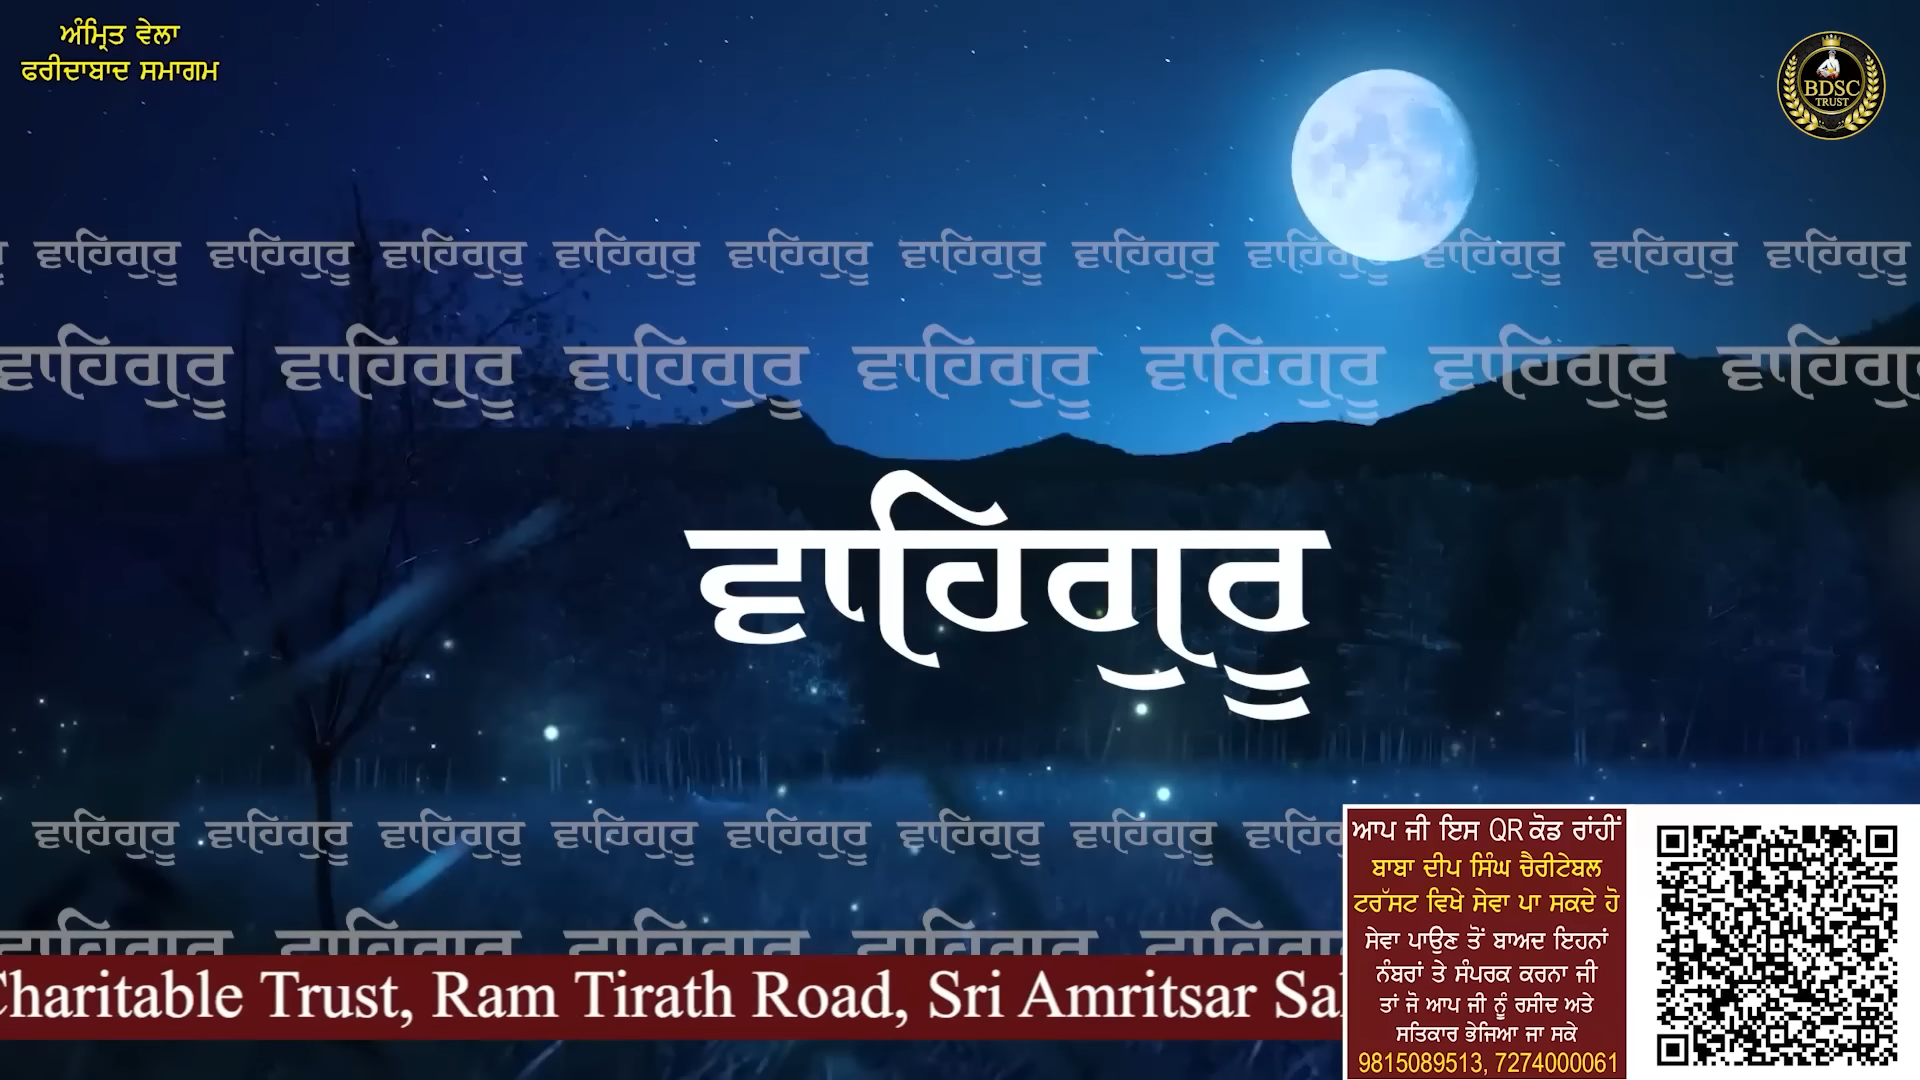 ਅੰਮ੍ਰਿਤ ਵੇਲਾ
ਫਰੀਦਾਬਾਦ ਸਮਾਗਮ
BDSC
TRUST
ਵਾਹਿਗੁਰੂ ਵਾਹਿਗੁਰੂ ਵਾਹਿਗੁਰੂ ਵਾਹਿਗੁਰੂ ਵਾਹਿਗੁਰੂ ਵਾਹਿਗੁਰੂ ਵਾਹਿਗੁਰੂ ਵਾਹਿਗੁਰੂ ਵਾਹਿਗੁਰੂ ਵਾਹਿਗੁਰੂ ਵਾਹਿਗੁਰੂ
ਵਾਹਿਗੁਰੂ ਵਾਹਿਗੁਰੂ ਵਾਹਿਗੁਰੂ ਵਾਹਿਗੁਰੂ ਵਾਹਿਗੁਰੂ ਵਾਹਿਗੁਰੂ ਵਾਹਿਗੁਰੂ
ਵਾਹਿਗੁਰੂ
ਵਾਹਿਗੁਰੂ ਵਾਹਿਗੁਰੂ ਵਾਹਿਗੁਰੂ ਵਾਹਿਗੁਰੂ ਵਾਹਿਗੁਰੂ ਵਾਹਿਗੁਰੂ ਵਾਹਿਗੁਰੂ
Charitable Trust, Ram Tirath Road, Sri Amritsar
ਆਪ ਜੀ ਇਸ QR ਕੋਡ ਰਾਂਹੀਂ
ਬਾਬਾ ਦੀਪ ਸਿੰਘ ਚੈਰੀਟੇਬਲ
ਟਰੱਸਟ ਵਿਖੇ ਸੇਵਾ ਪਾ ਸਕਦੇ ਹੋ
ਸੇਵਾ ਪਾਉਣ ਤੋਂ ਬਾਅਦ ਇਹਨਾਂ
ਨੰਬਰਾਂ ਤੇ ਸੰਪਰਕ ਕਰਨਾ ਜੀ
ਤਾਂ ਜੋ ਆਪ ਜੀ ਨੂੰ ਰਸੀਦ ਅਤੇ
ਸਤਿਕਾਰ ਭੇਜਿਆ ਜਾ ਸਕੇ
9815089513, 7274000061